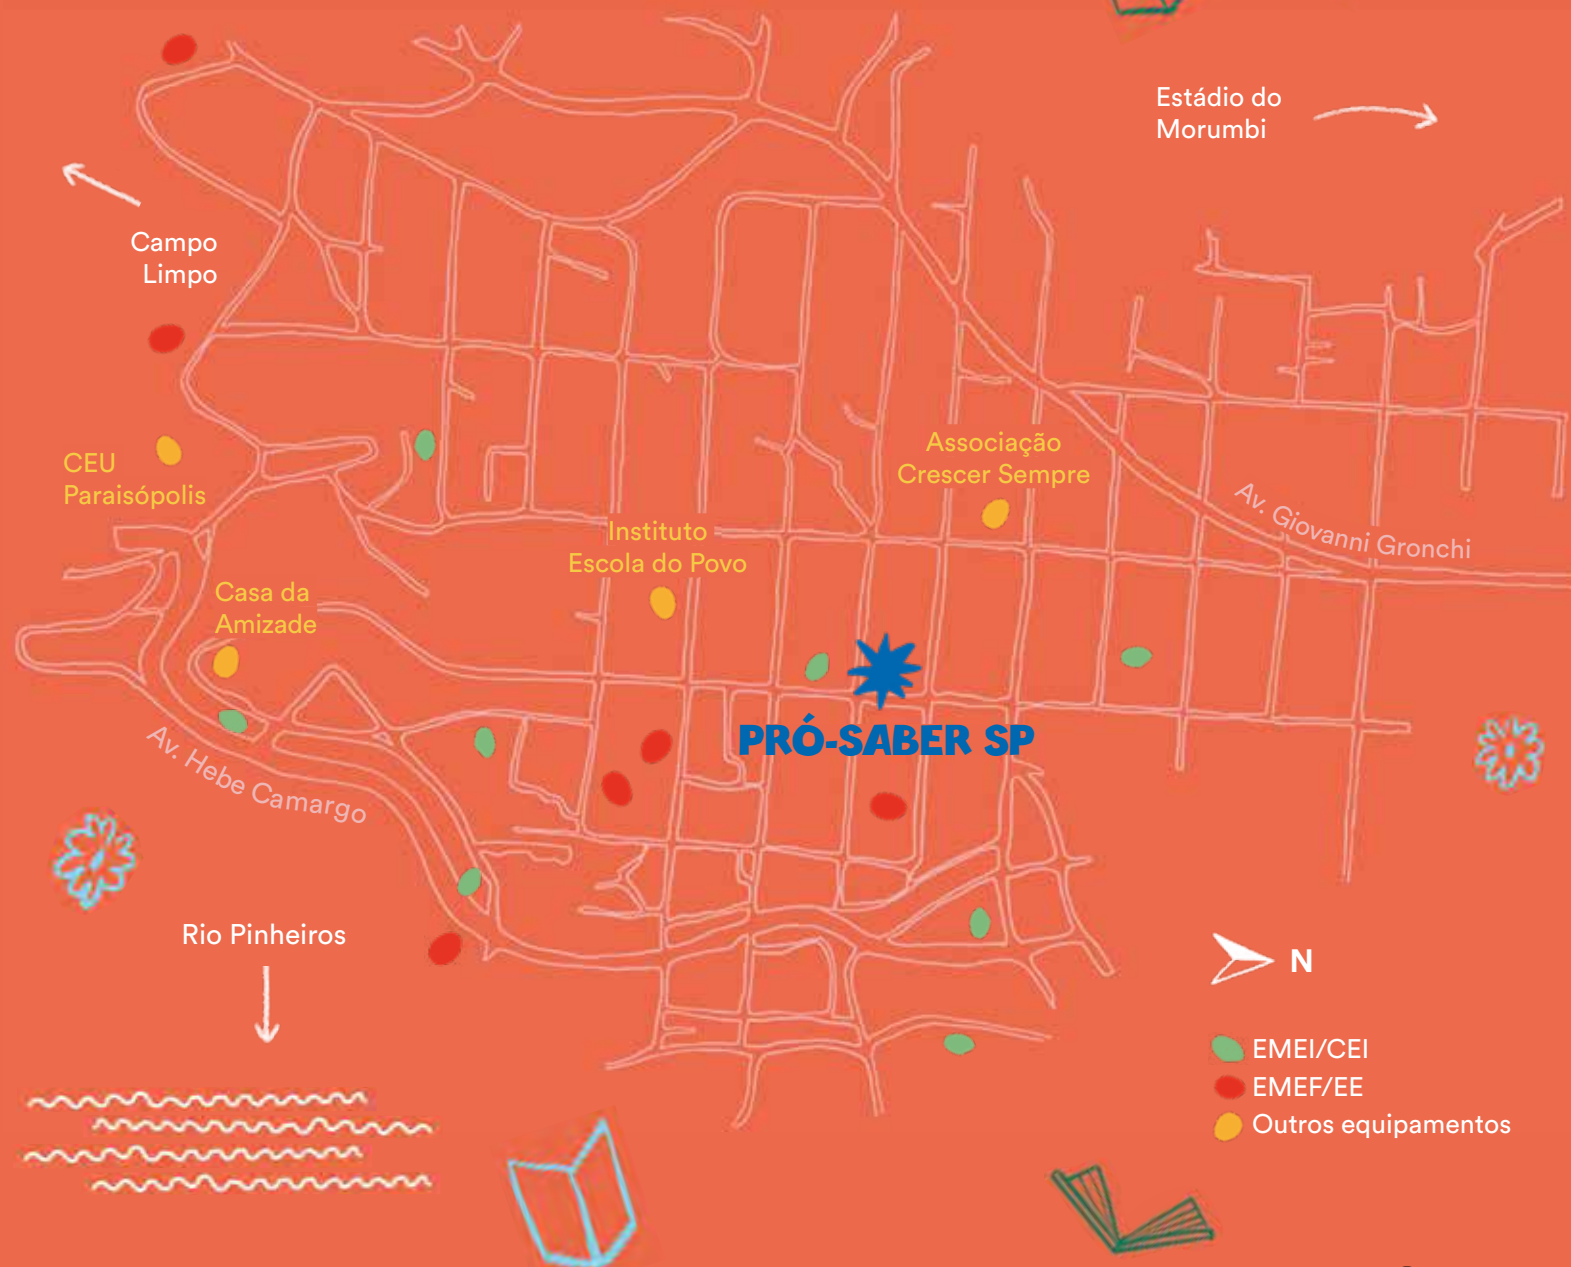 Estádio do
Morumbi
Campo
Limpo
CEU
Paraisópolis
Associação
Crescer Sempre
Av. Giovanni Gronchi
Instituto
Escola do Povo
Casa da
Amizade
PRÓ-SABER SP
Av. Hebe Camargo
Rio Pinheiros
N
EMEI/CEI
EMEF/EE
Outros equipamentos